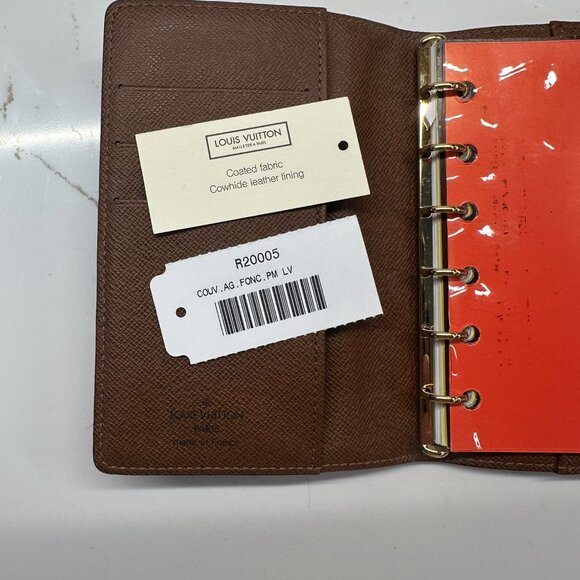 LOUIS VUITTON
MALLETIER A PARIS
Coated fabric
Cowhide leather lining
R20005
COUV.AG.FONC.PM LV
LOUIS VUITTON
PARIS
made in France